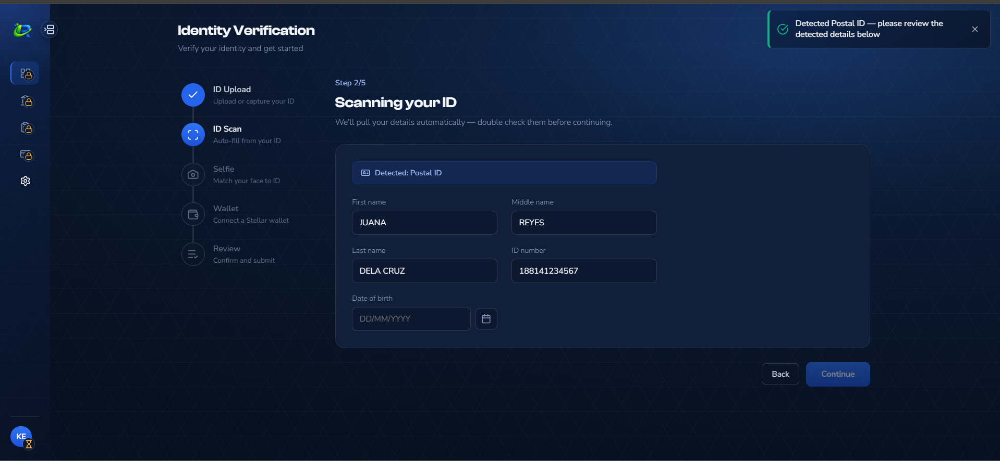 Identity Verification
Verify your identity and get started
Detected Postal ID — please review the
detected details below
ID Upload
Upload or capture your ID
ID Scan
Auto-fill from your ID
Selfie
Match your face to ID
Wallet
Connect a Stellar wallet
Review
Confirm and submit
Step 2/5
Scanning your ID
We'll pull your details automatically — double check them before continuing.
Detected: Postal ID
First name
JUANA
Middle name
REYES
Last name
DELA CRUZ
ID number
188141234567
Date of birth
DD/MM/YYYY
Back
Continue
KE